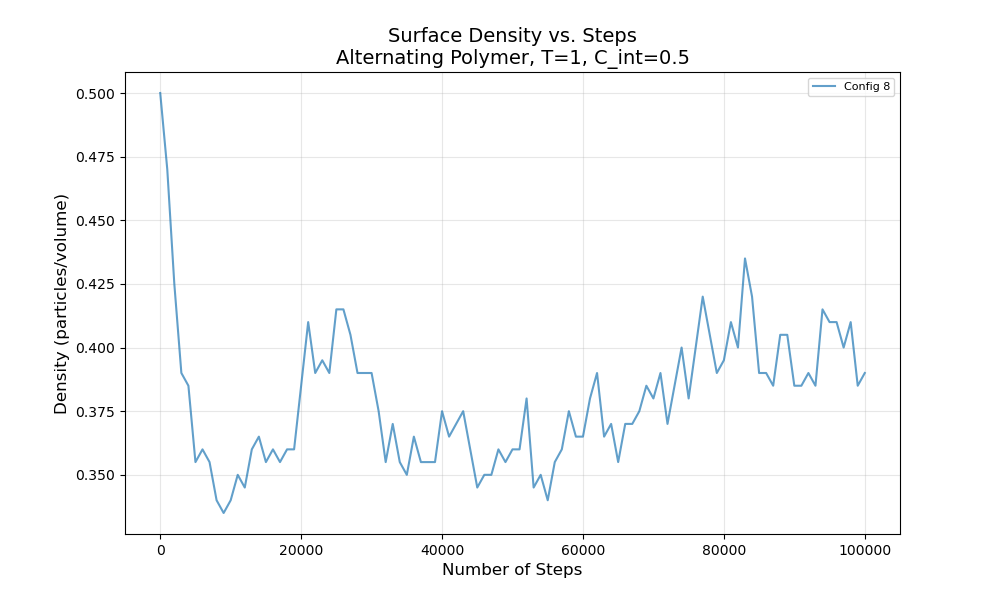 Surface Density vs. Steps
Alternating Polymer, T=1, C_int=0.5
Config 8
Density (particles/volume)
0.500
0.475
0.450
0.425
0.400
0.375
0.350
0
20000
40000
60000
80000
100000
Number of Steps